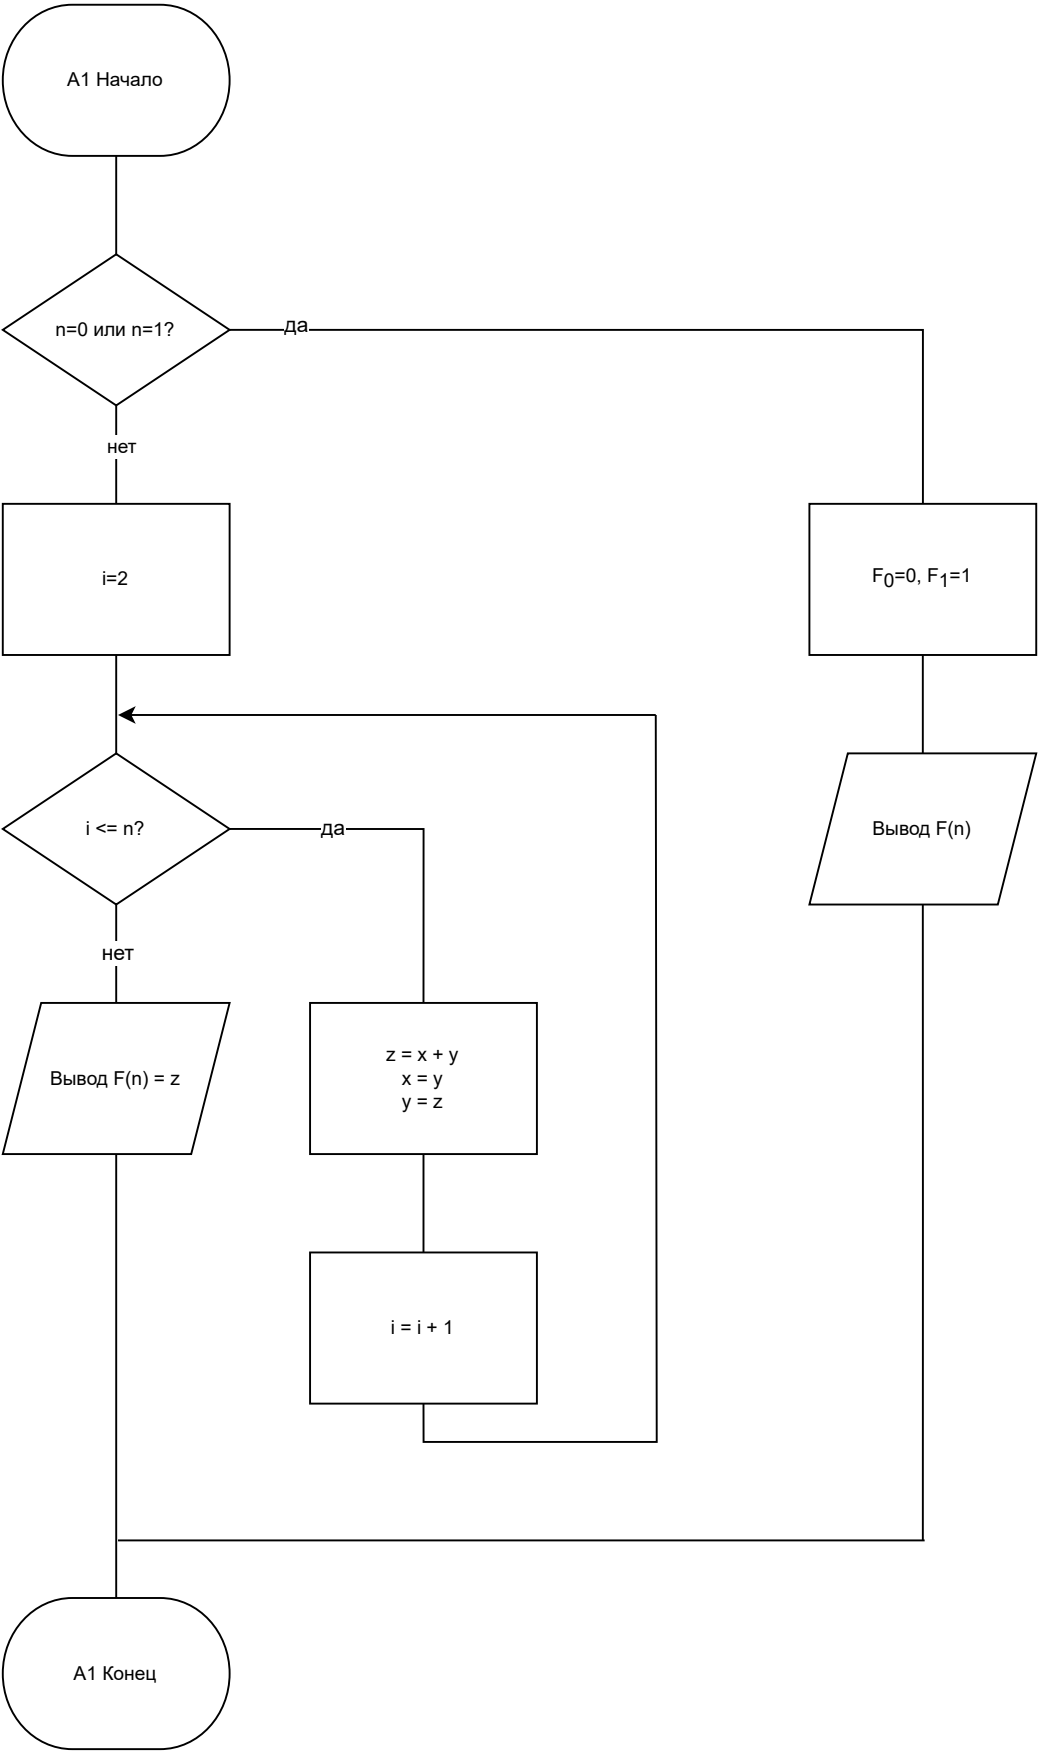 А1 Начало
n=0 или n=1?
да
нет
i=2
F0=0, F1=1
i <= n?
да
Вывод F(n)
нет
z = x + y
x = y
y = z
Вывод F(n) = z
i = i + 1
А1 Конец